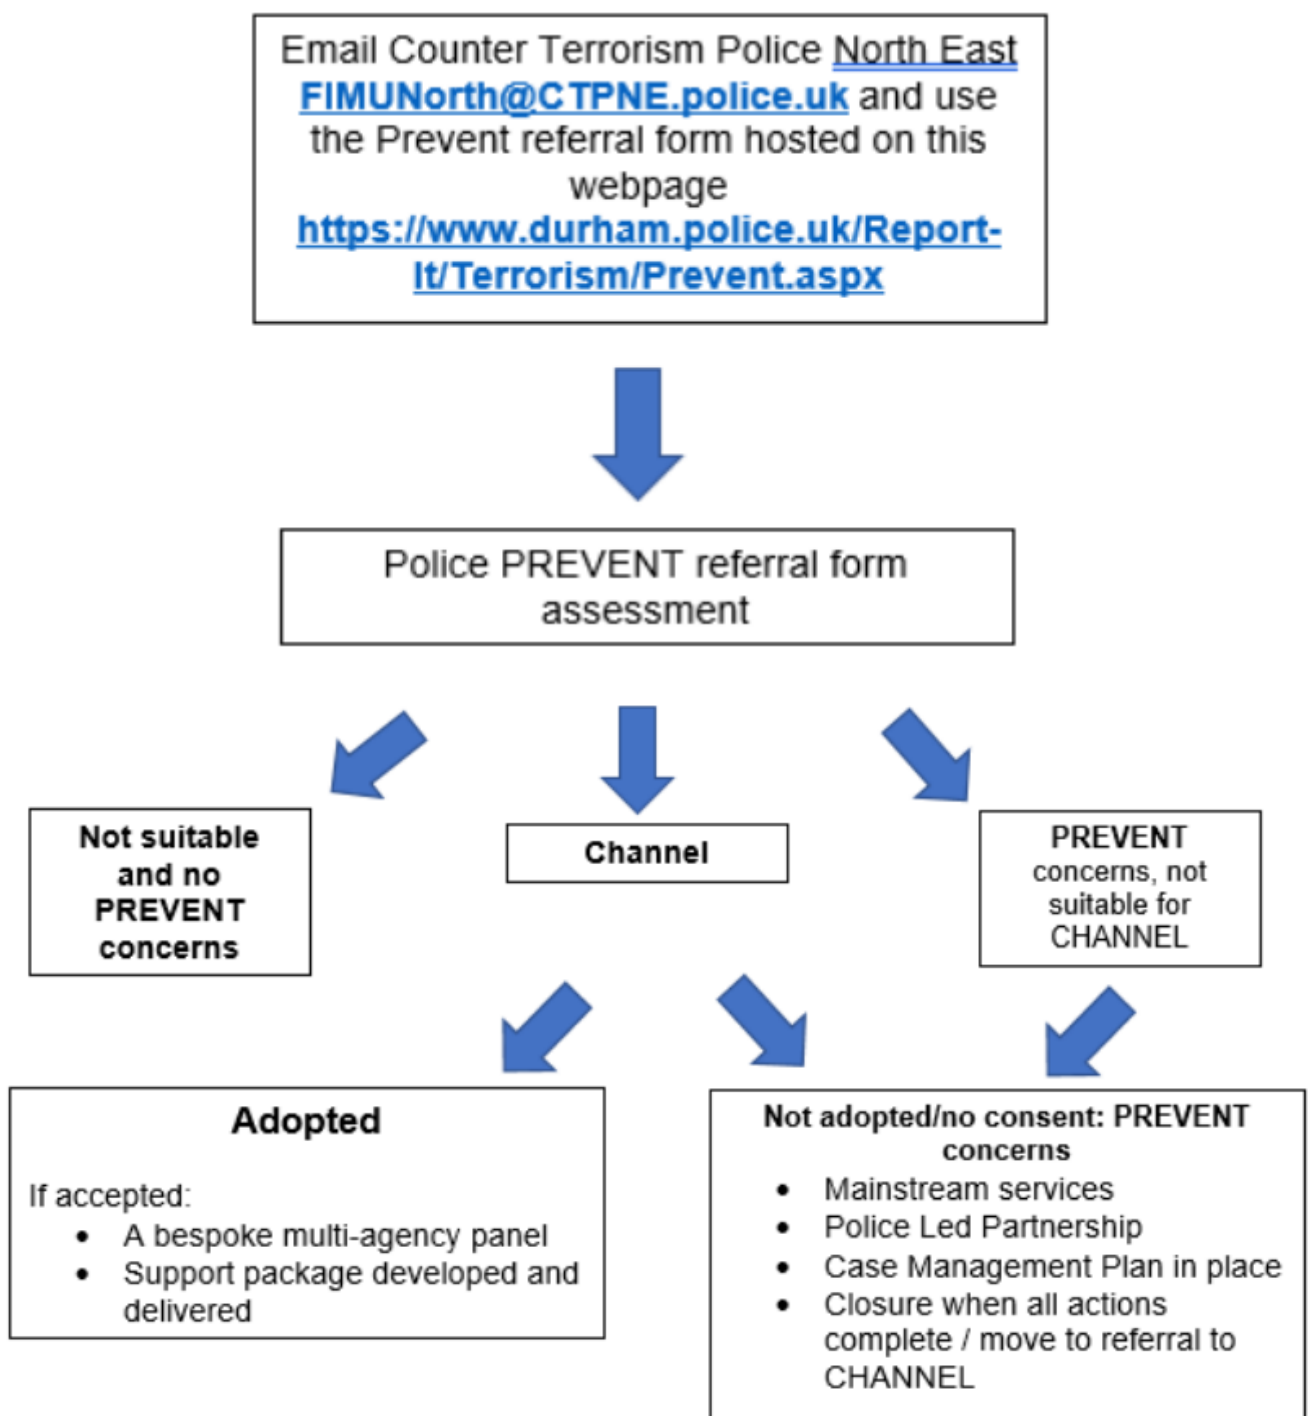 Email Counter Terrorism Police North East
FIMUNorth@CTPNE.police.uk and use
the Prevent referral form hosted on this
webpage
https://www.durham.police.uk/Report-
It/Terrorism/Prevent.aspx
Police PREVENT referral form
assessment
Not suitable
and no
PREVENT
concerns
Channel
PREVENT
concerns, not
suitable for
CHANNEL
Adopted
If accepted:
• A bespoke multi-agency panel
• Support package developed and
delivered
Not adopted/no consent: PREVENT
concerns
• Mainstream services
• Police Led Partnership
• Case Management Plan in place
• Closure when all actions
complete / move to referral to
CHANNEL